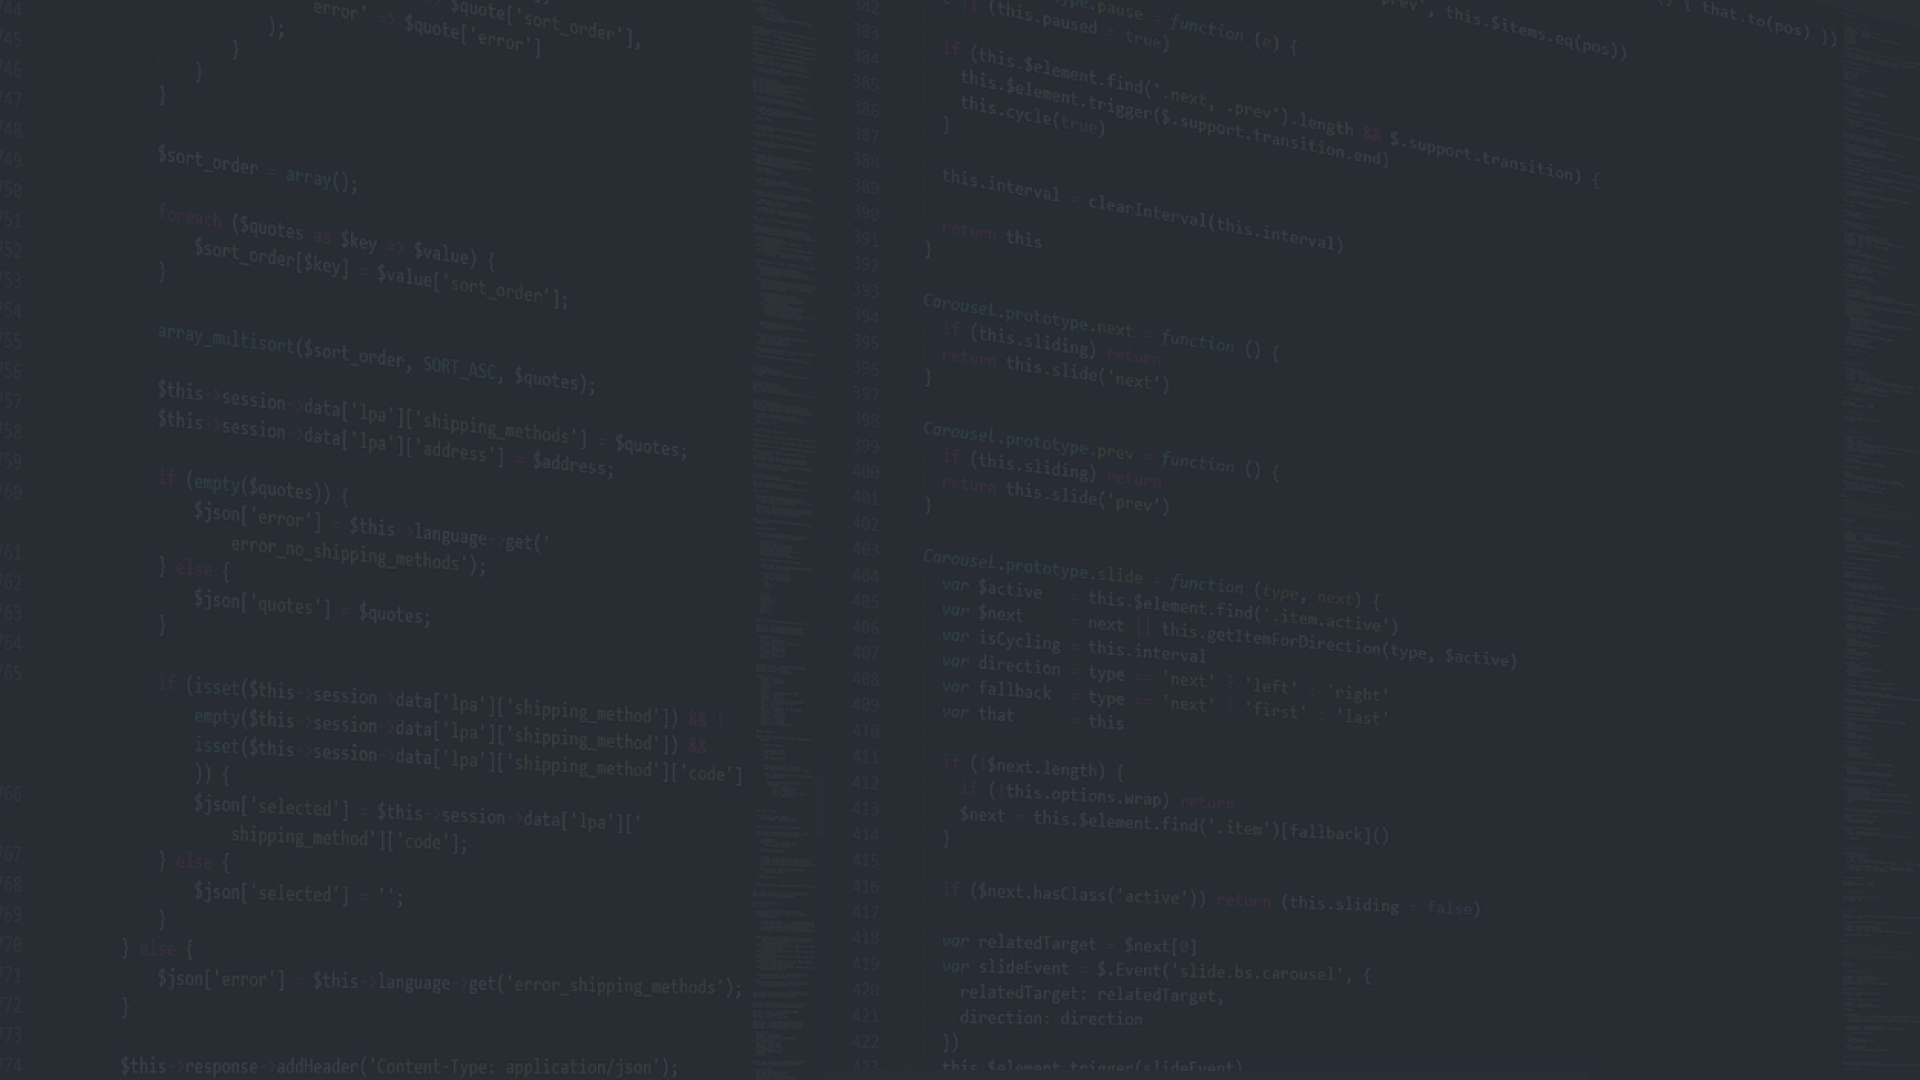 744
'error' => $quote['error']
$quote['sort_order'],
745
);
746
}
747
}
748
}
749
$sort_order = array();
750
751
foreach ($quotes as $key => $value) {
752
$sort_order[$key] = $value['sort_order'];
753
}
754
755
array_multisort($sort_order, SORT_ASC, $quotes);
756
757
$this->session->data['lpa']['shipping_methods'] = $quotes;
758
$this->session->data['lpa']['address'] = $address;
759
760
if (empty($quotes)) {
$json['error'] = $this->language->get('
error_no_shipping_methods');
761
} else {
762
$json['quotes'] = $quotes;
763
}
764
765
if (isset($this->session->data['lpa']['shipping_method']) && !
empty($this->session->data['lpa']['shipping_method']) &&
isset($this->session->data['lpa']['shipping_method']['code']
)) {
766
$json['selected'] = $this->session->data['lpa']['
shipping_method']['code'];
767
} else {
768
$json['selected'] = '';
769
}
770
} else {
771
$json['error'] = $this->language->get('error_shipping_methods');
772
}
773
774
$this->response->addHeader('Content-Type: application/json');
382
.pause = function (e) {
383
|| (this.paused = true)
384
385
if (this.$element.find('.next, .prev').length && $.support.transition) {
386
this.$element.trigger($.support.transition.end)
387
this.cycle(true)
388
}
389
390
this.interval = clearInterval(this.interval)
391
392
return this
393
}
394
Carousel.prototype.next = function () {
395
if (this.sliding) return
396
return this.slide('next')
397
}
398
399
Carousel.prototype.prev = function () {
400
if (this.sliding) return
401
return this.slide('prev')
402
}
403
404
Carousel.prototype.slide = function (type, next) {
405
var $active = this.$element.find('.item.active')
406
var $next = next || this.getItemForDirection(type, $active)
407
var isCycling = this.interval
408
var direction = type == 'next' ? 'left' : 'right'
409
var fallback = type == 'next' ? 'first' : 'last'
410
var that = this
411
412
if (!$next.length) {
413
if (!this.options.wrap) return
414
$next = this.$element.find('.item')[fallback]()
415
}
416
if ($next.hasClass('active')) return (this.sliding = false)
417
418
var relatedTarget = $next[0]
419
var slideEvent = $.Event('slide.bs.carousel', {
420
relatedTarget: relatedTarget,
421
direction: direction
422
})
423
this.$element.trigger(slideEvent)
', this.$items.eq(pos))
{ that.to(pos) })